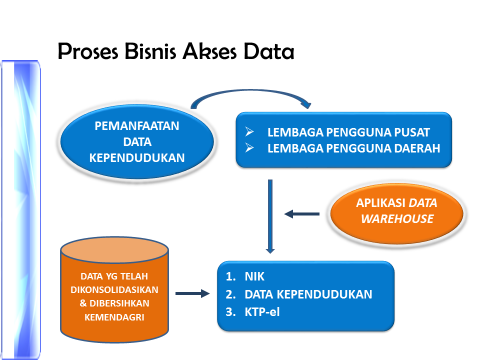 Proses Bisnis Akses Data
PEMANFAATAN
DATA
KEPENDUDUKAN
➢ LEMBAGA PENGGUNA PUSAT
➢ LEMBAGA PENGGUNA DAERAH
APLIKASI DATA
WAREHOUSE
DATA YG TELAH
DIKONSOLIDASIKAN
& DIBERSIHKAN
KEMENDAGRI
1. NIK
2. DATA KEPENDUDUKAN
3. KTP-el